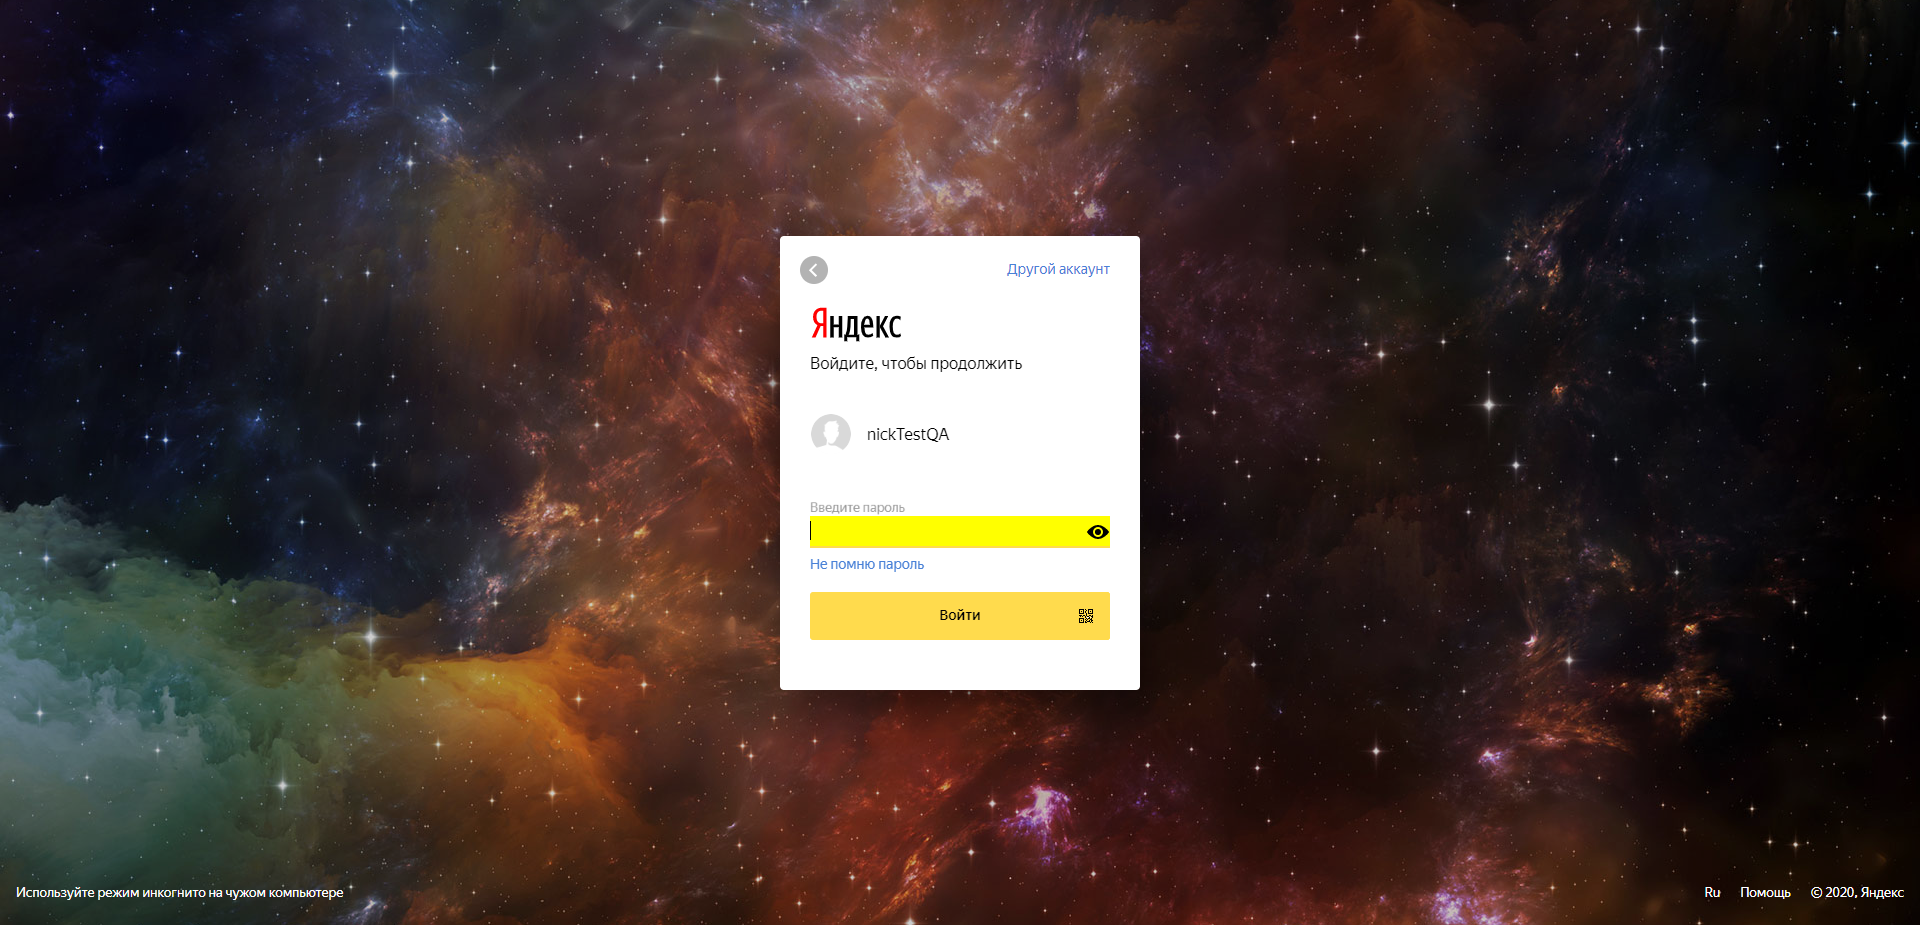 Другой аккаунт
Яндекс
Войдите, чтобы продолжить
nickTestQA
Введите пароль
Не помню пароль
Войти
Используйте режим инкогнито на чужом компьютере
Ru Помощь © 2020, Яндекс